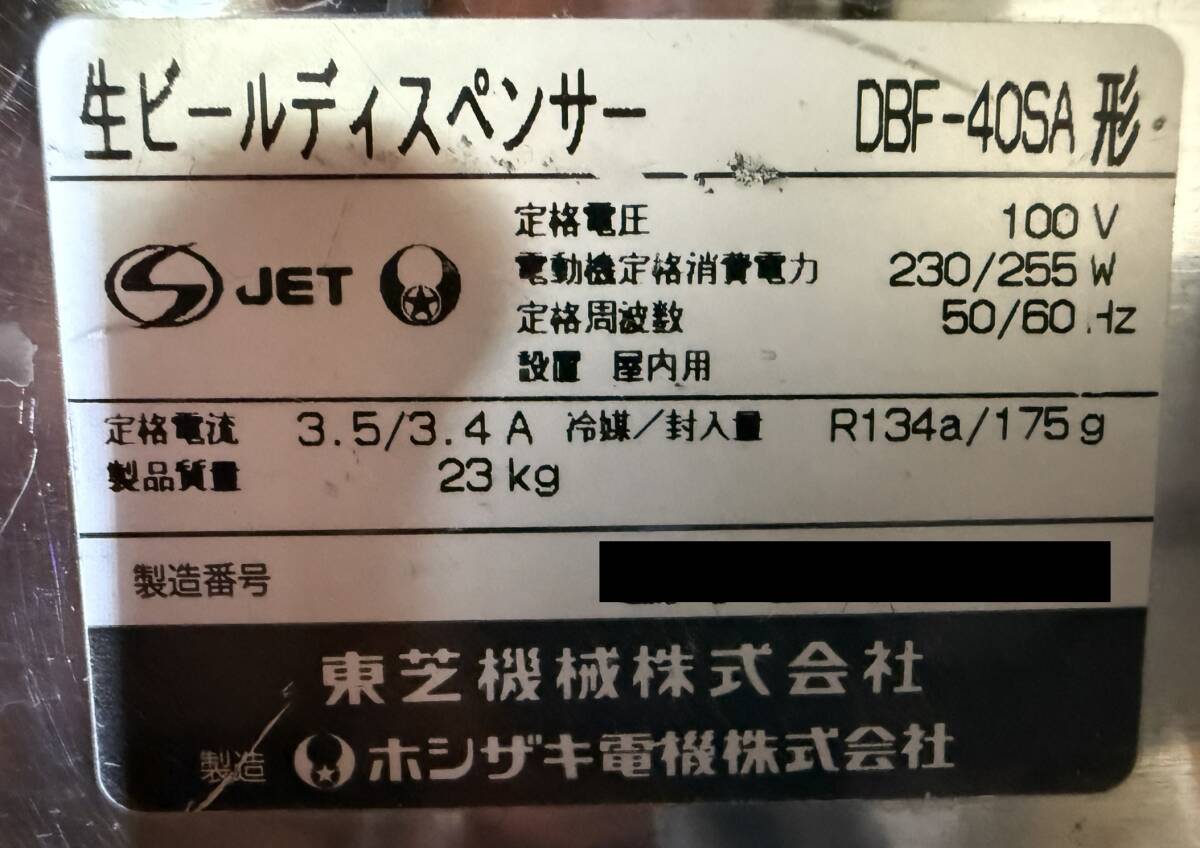 生ビールディスペンサー DBF-40SA 形
JET
定格電圧 100 V
電動機定格消費電力 230/255 W
定格周波数 50/60 Hz
設置 屋内用
定格電流 3.5/3.4 A 冷媒/封入量 R134a/175 g
製品質量 23 kg
製造番号
東芝機械株式会社
製造 ホシザキ電機株式会社